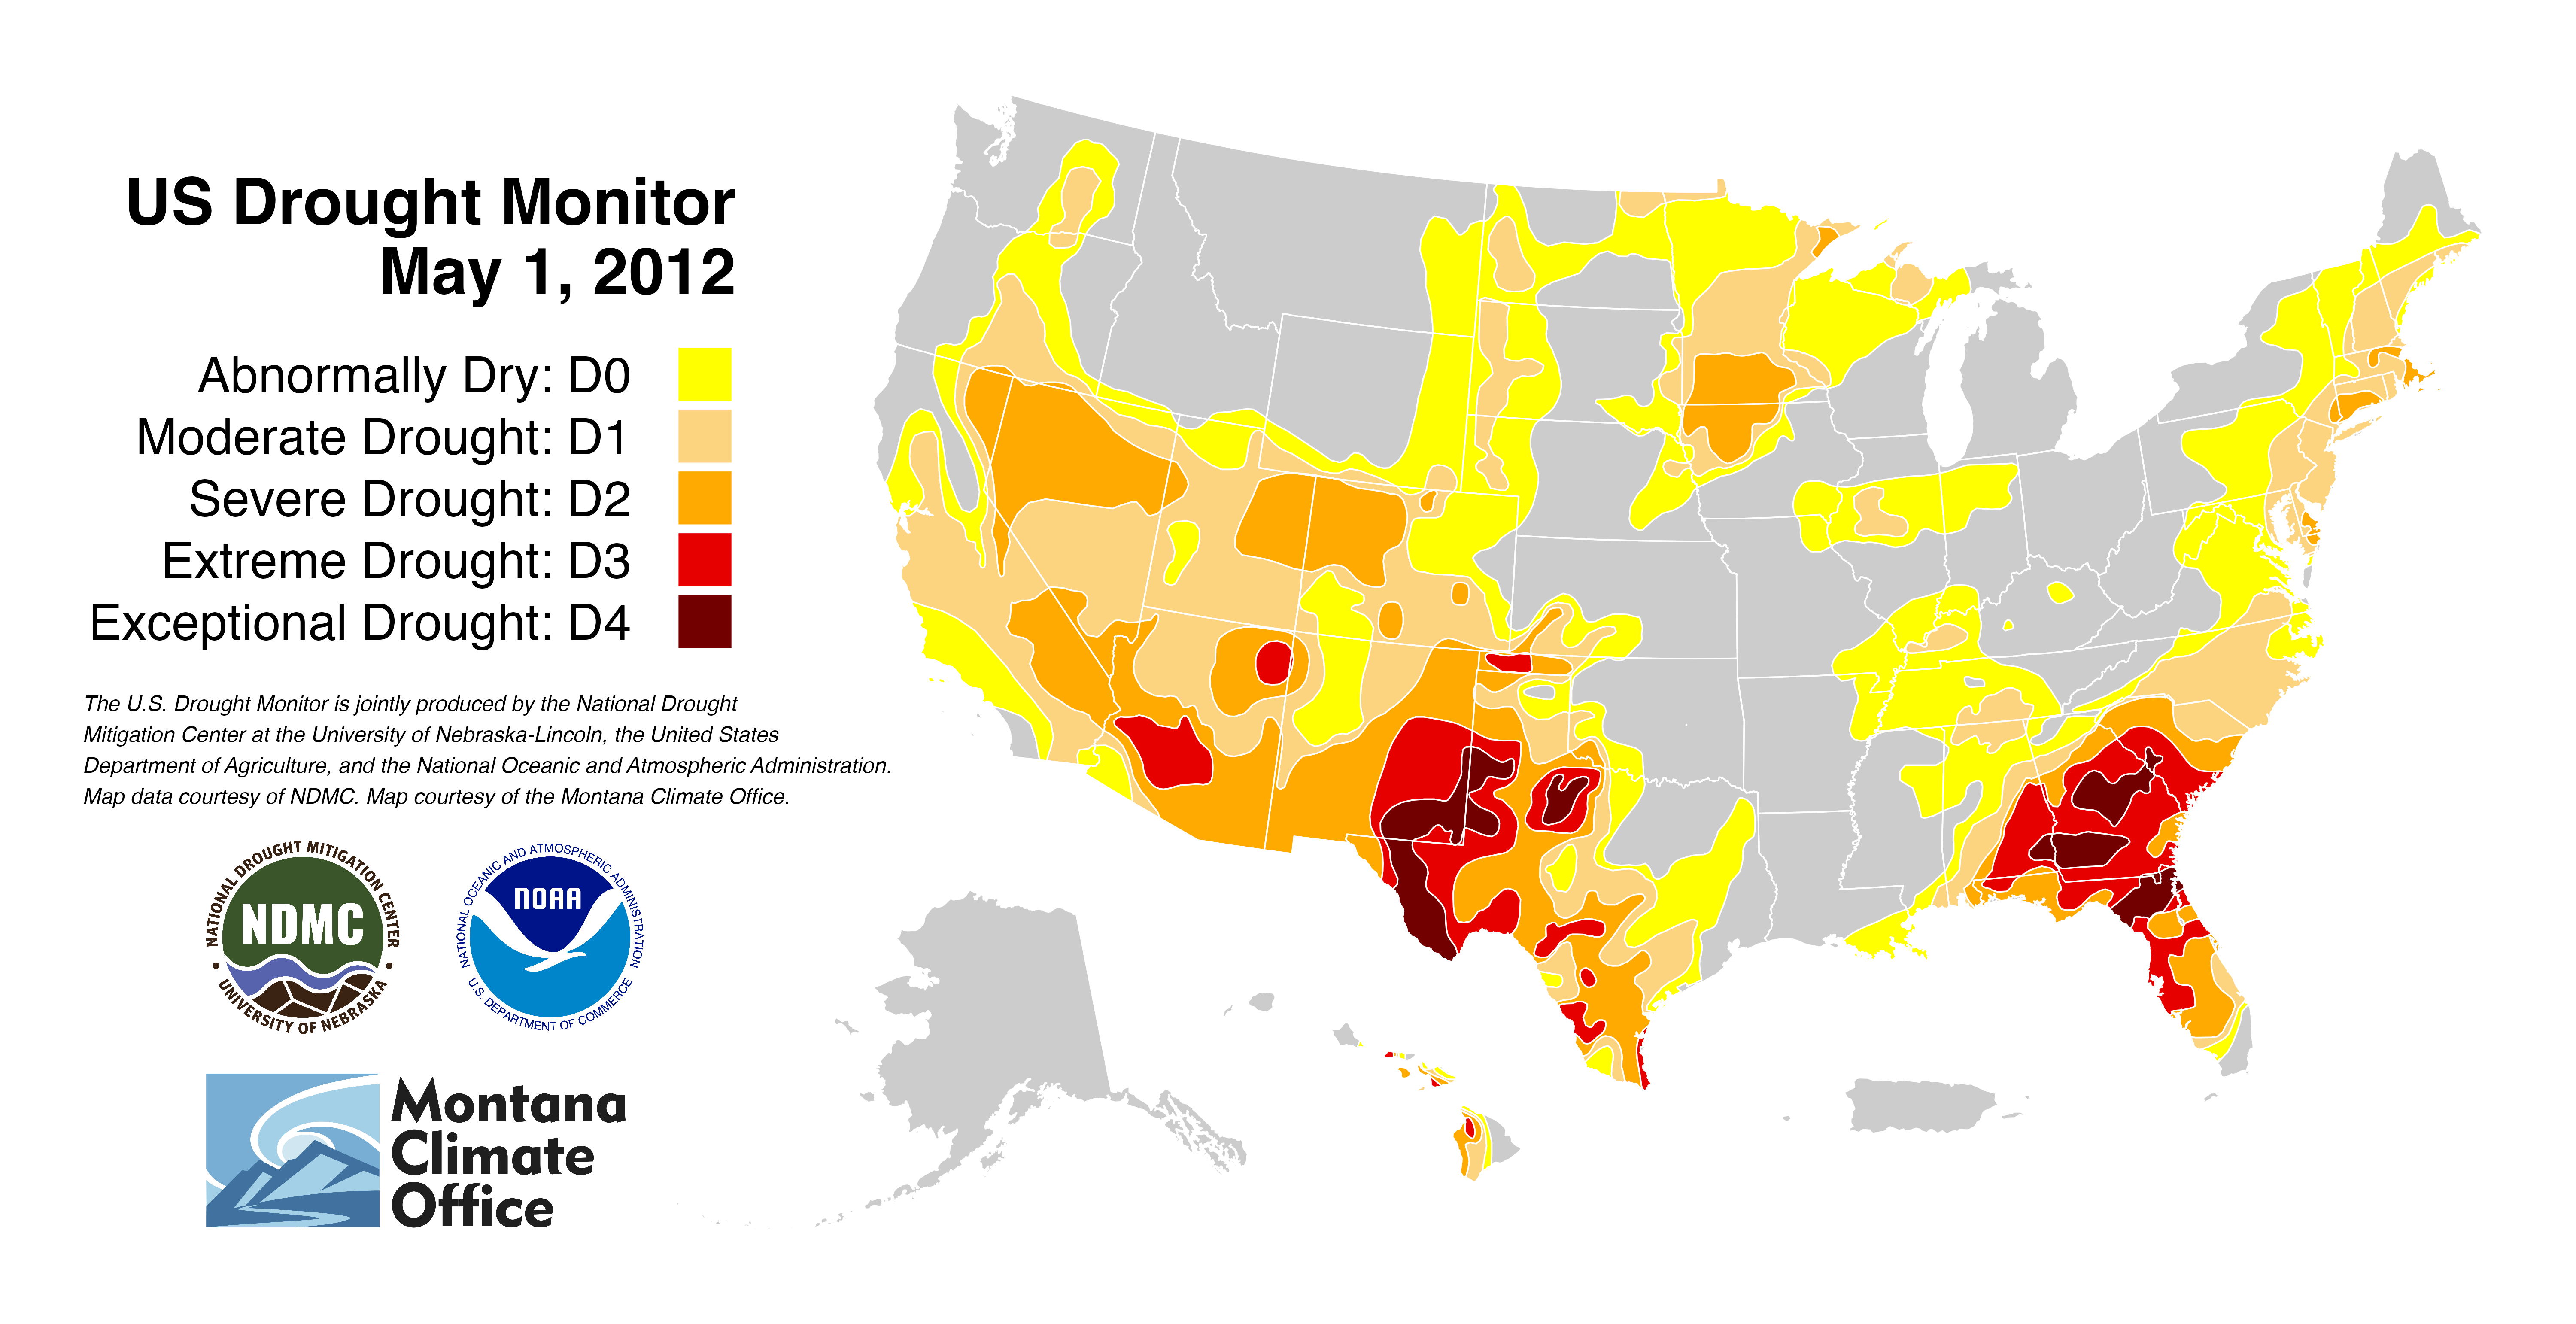 US Drought Monitor
May 1, 2012
Abnormally Dry: D0
Moderate Drought: D1
Severe Drought: D2
Extreme Drought: D3
Exceptional Drought: D4
The U.S. Drought Monitor is jointly produced by the National Drought
Mitigation Center at the University of Nebraska-Lincoln, the United States
Department of Agriculture, and the National Oceanic and Atmospheric Administration.
Map data courtesy of NDMC. Map courtesy of the Montana Climate Office.
NATIONAL DROUGHT MITIGATION CENTER
NDMC
• UNIVERSITY OF NEBRASKA •
NATIONAL OCEANIC AND ATMOSPHERIC ADMINISTRATION
NOAA
U.S. DEPARTMENT OF COMMERCE
Montana
Climate
Office